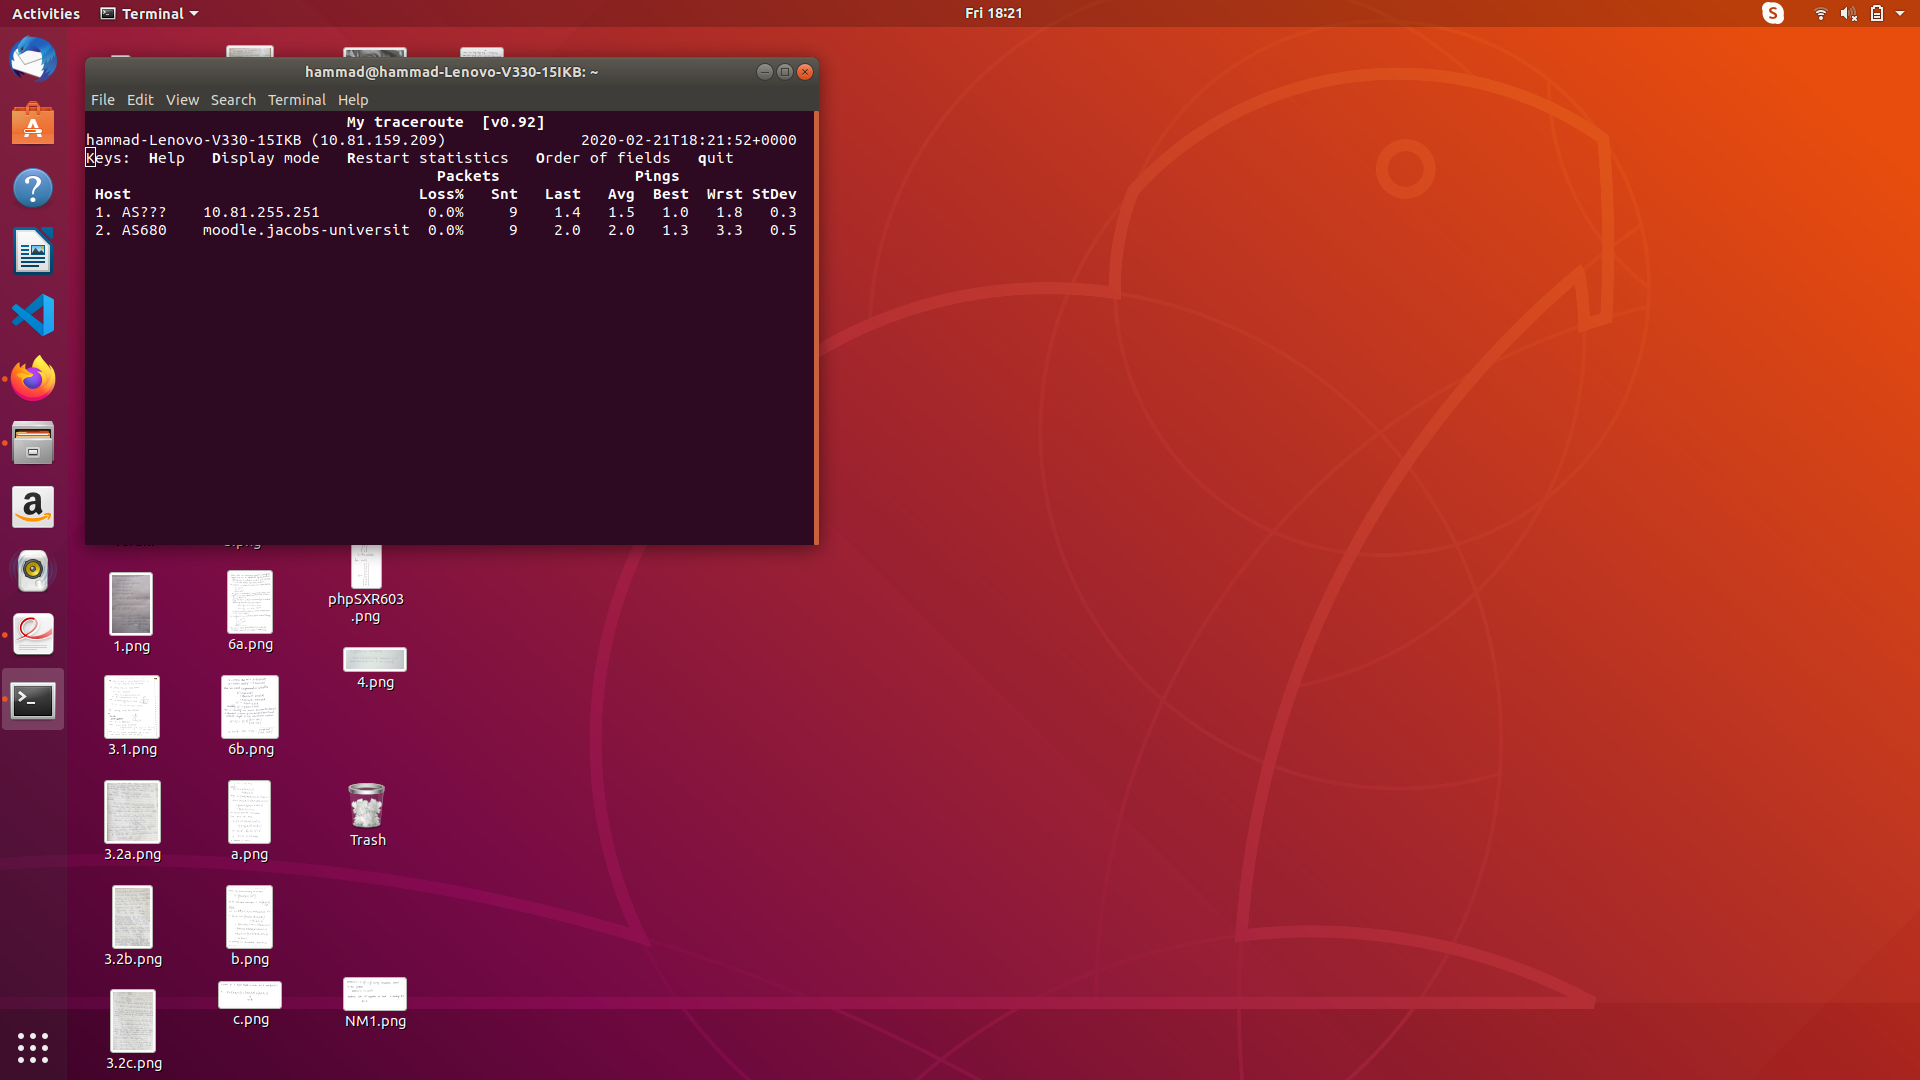 Activities Terminal Fri 18:21
hammad@hammad-Lenovo-V330-15IKB: ~
File Edit View Search Terminal Help
My traceroute [v0.92]
hammad-Lenovo-V330-15IKB (10.81.159.209) 2020-02-21T18:21:52+0000
Keys: Help Display mode Restart statistics Order of fields quit
Packets Pings
Host Loss% Snt Last Avg Best Wrst StDev
1. AS??? 10.81.255.251 0.0% 9 1.4 1.5 1.0 1.8 0.3
2. AS680 moodle.jacobs-universit 0.0% 9 2.0 2.0 1.3 3.3 0.5
phpSXR603
.png
1.png
6a.png
4.png
3.1.png
6b.png
Trash
3.2a.png
a.png
3.2b.png
b.png
c.png
NM1.png
3.2c.png